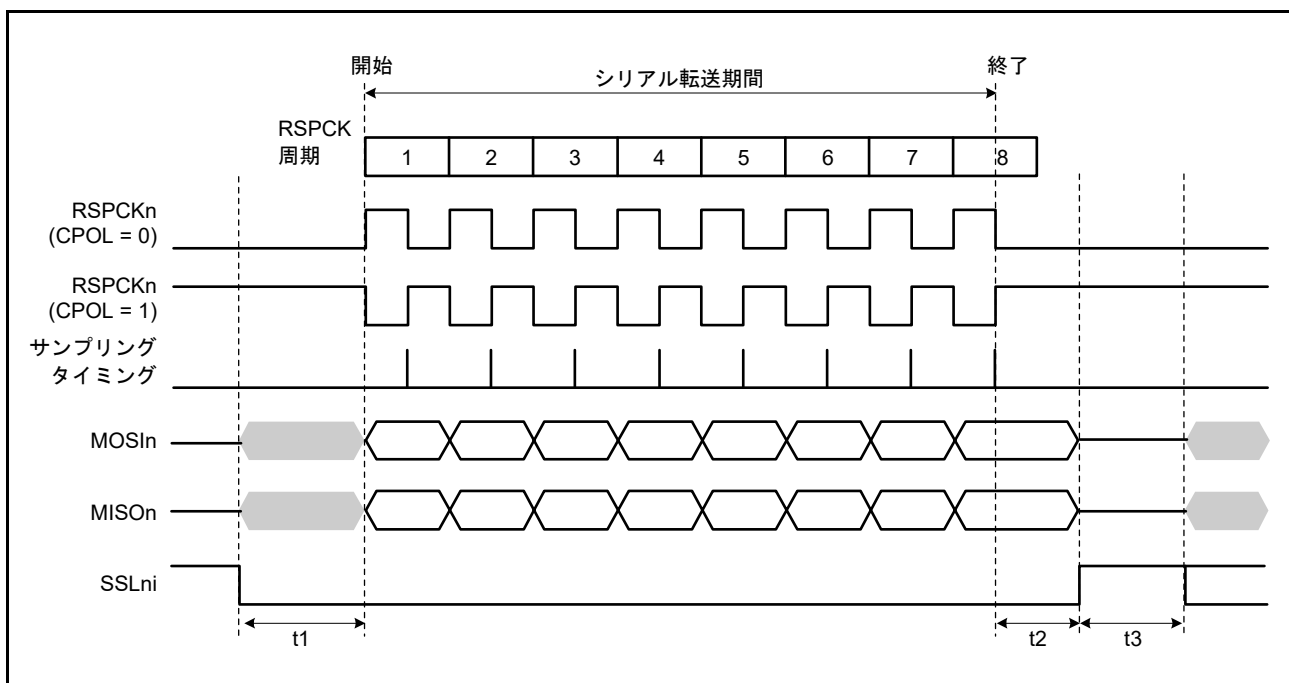 開始
シリアル転送期間
終了
RSPCK
周期
1 2 3 4 5 6 7 8
RSPCKn
(CPOL = 0)
RSPCKn
(CPOL = 1)
サンプリング
タイミング
MOSIn
MISOn
SSLni
t1
t2
t3